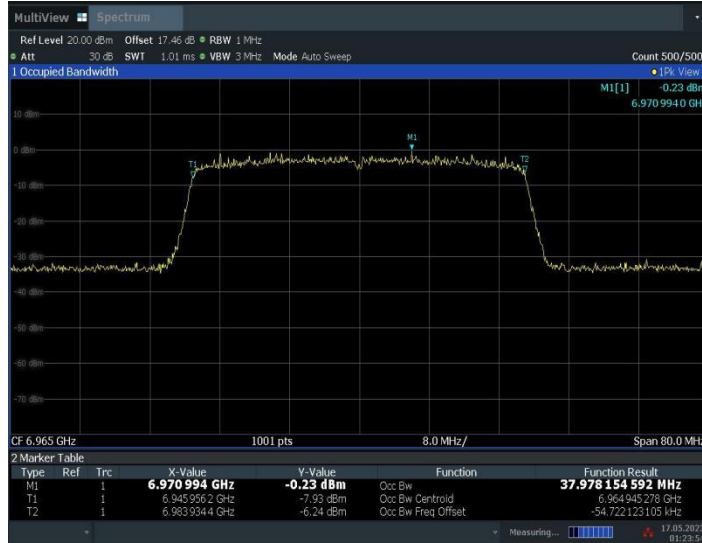 MultiView Spectrum
Ref Level 20.00 dBm Offset 17.46 dB RBW 1 MHz
Att 30 dB SWT 1.01 ms VBW 3 MHz Mode Auto Sweep Count 500/500
1 Occupied Bandwidth 1Pk View
M1[1] -0.23 dBm
6.970 994 0 GH
10 dBm
M1
0 dBm
T1 T2
-10 dBm
-20 dBm
-30 dBm
-40 dBm
-50 dBm
-60 dBm
-70 dBm
CF 6.965 GHz 1001 pts 8.0 MHz/ Span 80.0 MHz
2 Marker Table
Type Ref Trc X-Value Y-Value Function Function Result
M1 1 6.970 994 GHz -0.23 dBm Occ Bw 37.978 154 592 MHz
T1 1 6.945 956 2 GHz -7.93 dBm Occ Bw Centroid 6.964 945 278 GHz
T2 1 6.983 934 4 GHz -6.24 dBm Occ Bw Freq Offset -54.722 123 105 kHz
Measuring... 17.05.2023
01:23:54